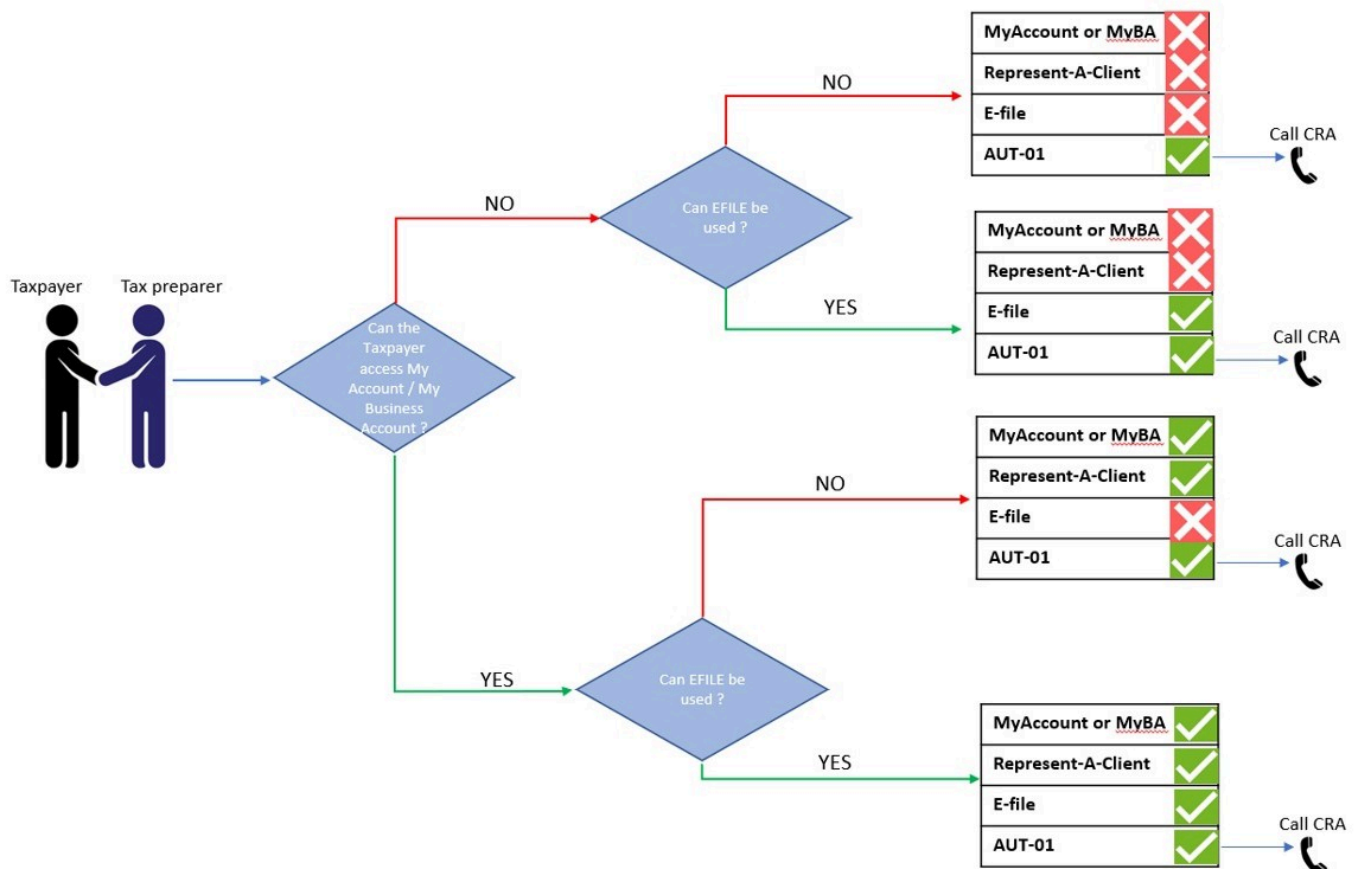 MyAccount or MyBA
Represent-A-Client
E-file
AUT-01
Call CRA
NO
Can EFILE be
used ?
NO
YES
MyAccount or MyBA
Represent-A-Client
E-file
AUT-01
Call CRA
Taxpayer
Tax preparer
Can the
Taxpayer
access My
Account / My
Business
Account ?
MyAccount or MyBA
Represent-A-Client
E-file
AUT-01
Call CRA
NO
YES
Can EFILE be
used ?
YES
MyAccount or MyBA
Represent-A-Client
E-file
AUT-01
Call CRA